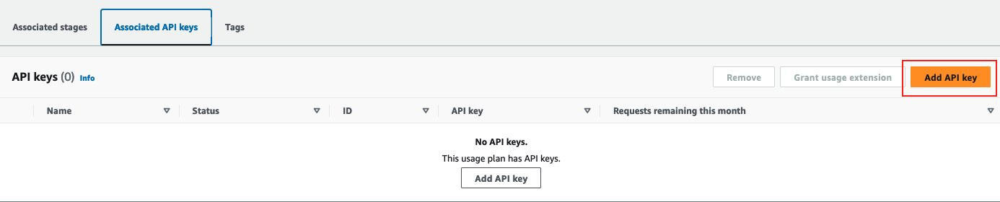 Associated stages Associated API keys Tags
API keys (0) Info Remove Grant usage extension Add API key
Name Status ID API key Requests remaining this month
No API keys.
This usage plan has API keys.
Add API key